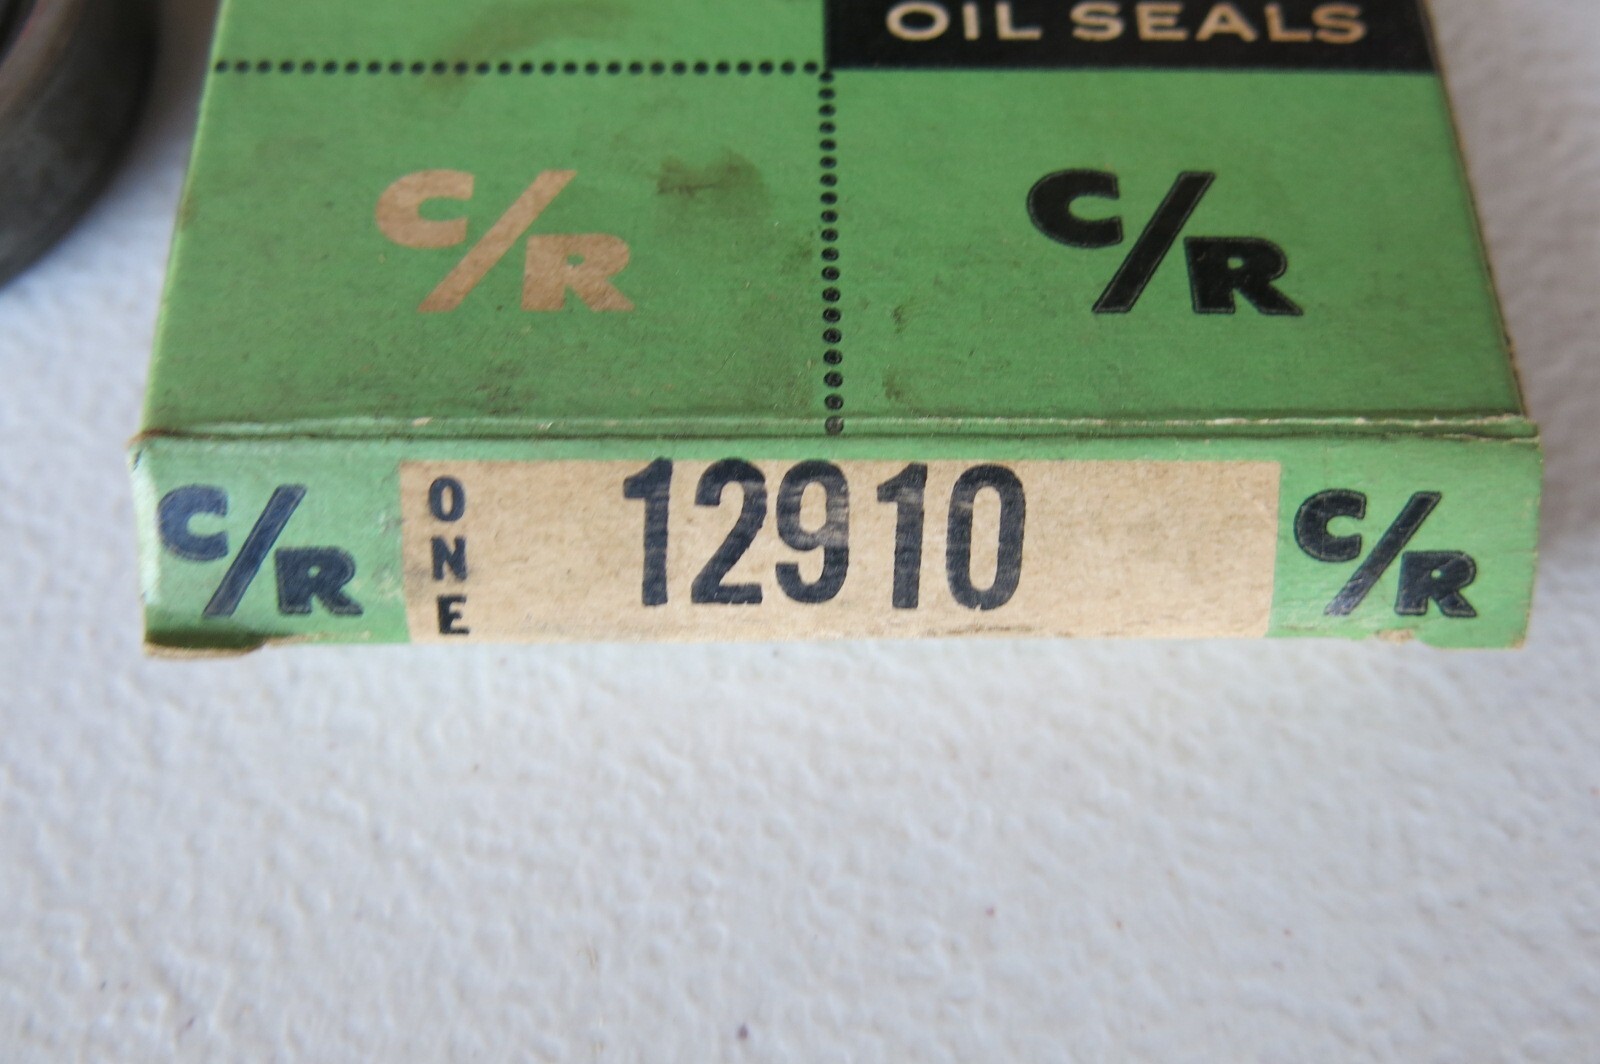 OIL SEALS
C/R C/R
C/R ONE 12910 C/R